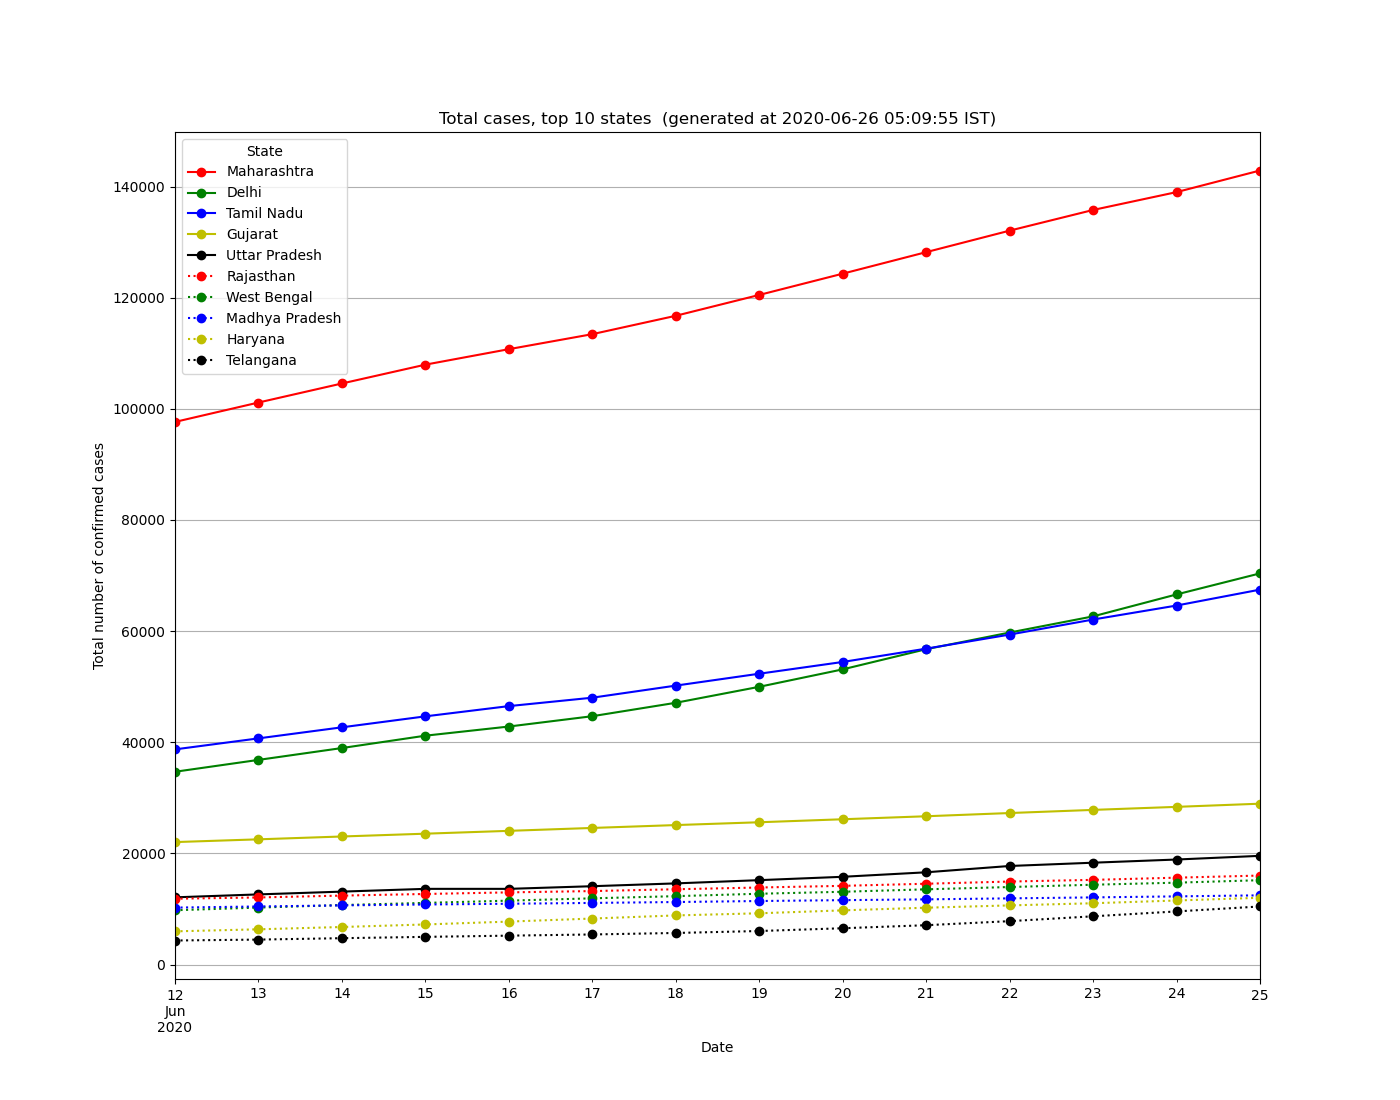 Total cases, top 10 states  (generated at 2020-06-26 05:09:55 IST)
State
Maharashtra
Delhi
Tamil Nadu
Gujarat
Uttar Pradesh
Rajasthan
West Bengal
Madhya Pradesh
Haryana
Telangana
Total number of confirmed cases
140000
120000
100000
80000
60000
40000
20000
0
12 13 14 15 16 17 18 19 20 21 22 23 24 25
Jun
2020
Date